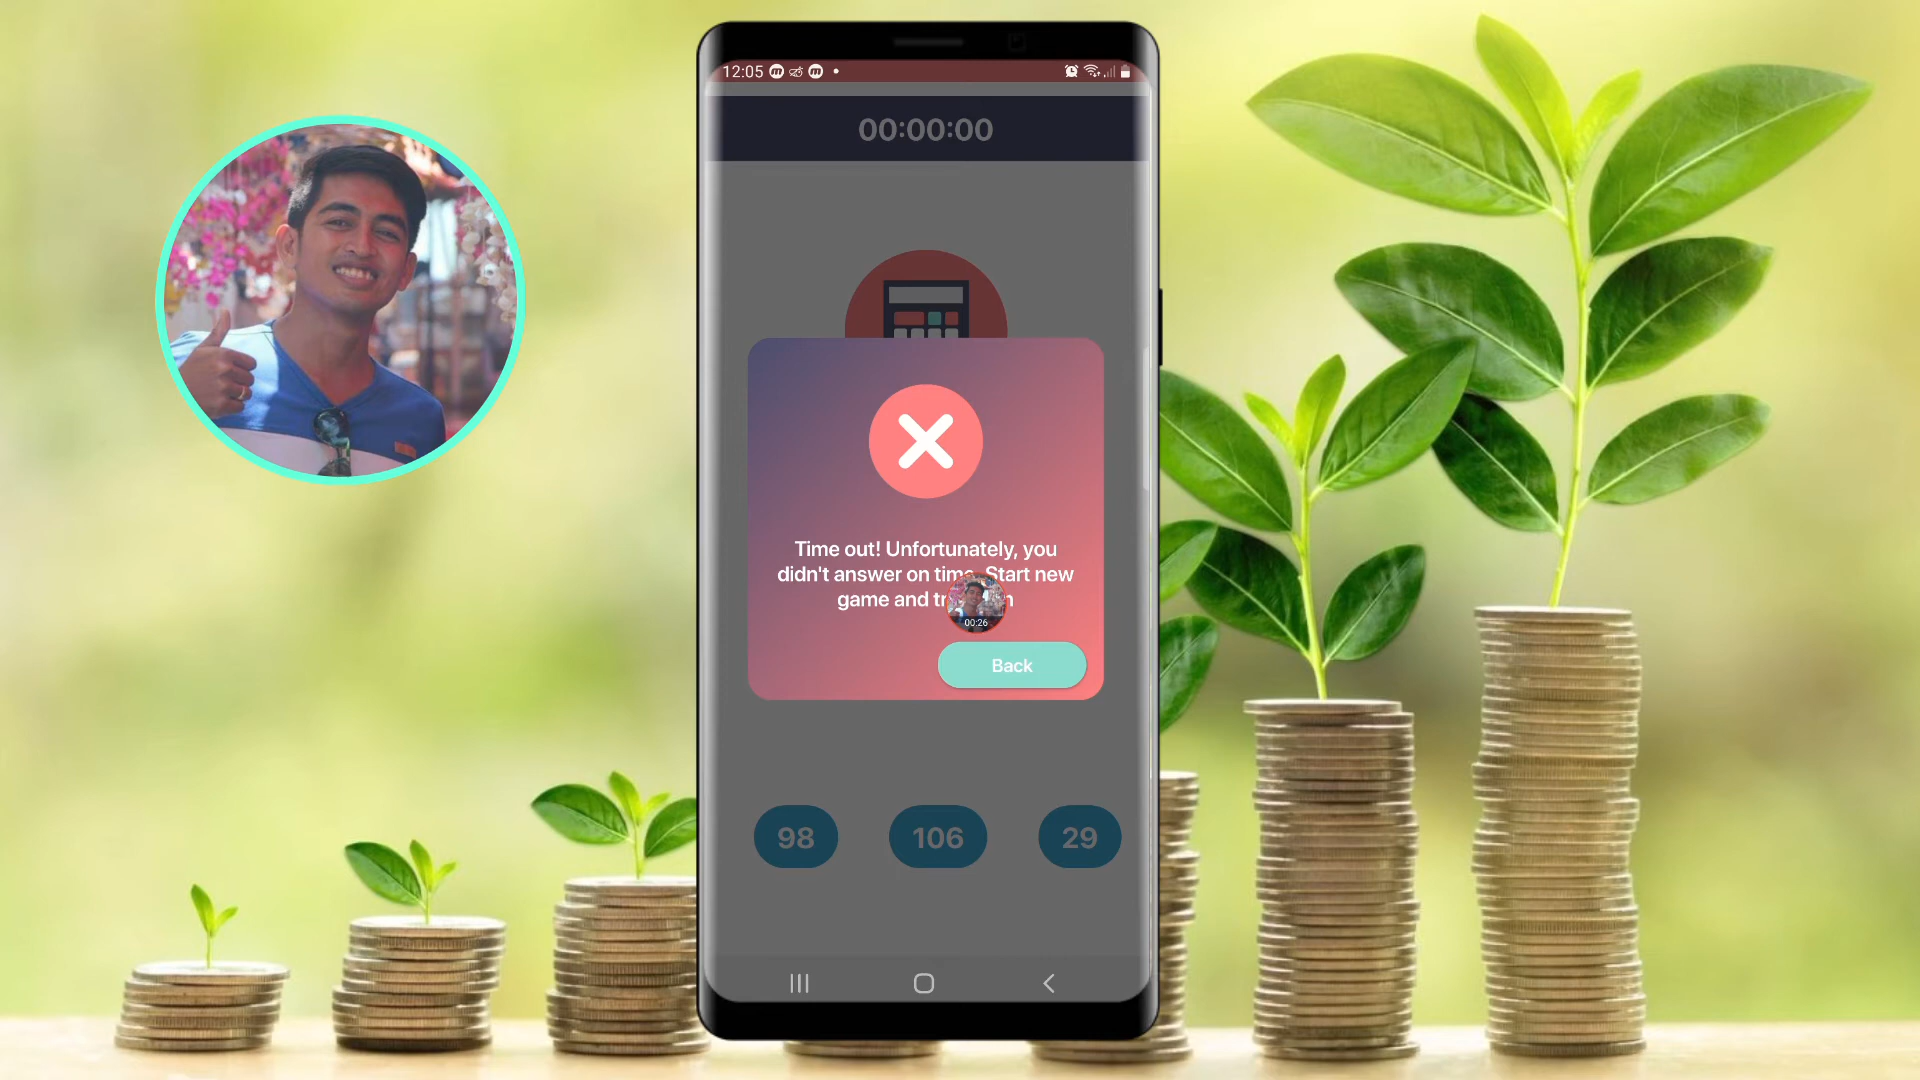 12:05
00:00:00
Time out! Unfortunately, you
didn't answer on time. Start new
game and
00:26
Back
98 106 29